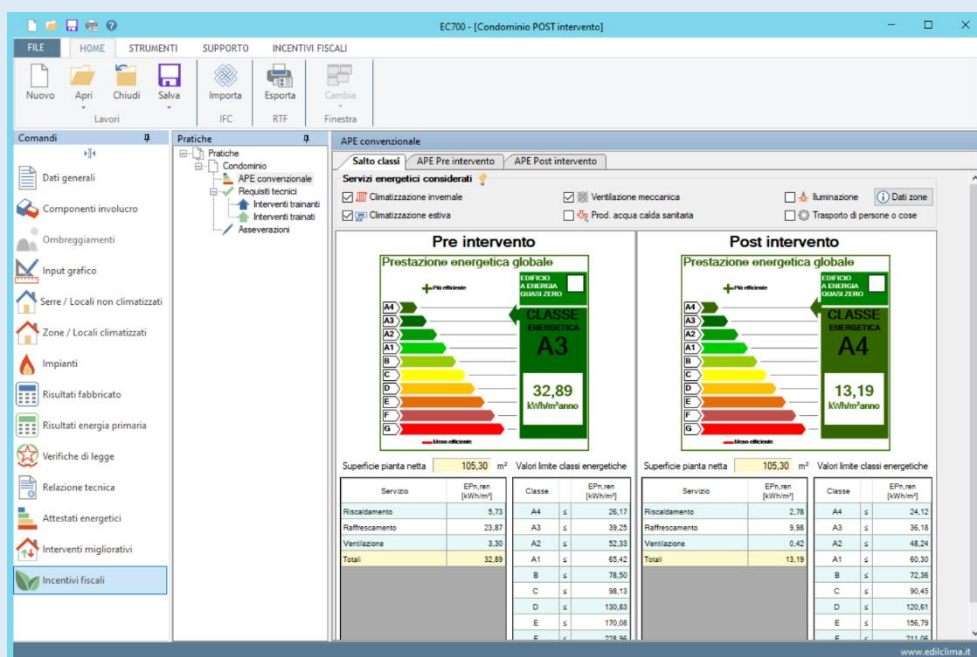 EC700 - [Condominio POST intervento]
FILE HOME STRUMENTI SUPPORTO INCENTIVI FISCALI
Nuovo Apri Chiudi Salva Importa Esporta Cambia
Lavori IFC RTF Finestra
Comandi
Dati generali
Componenti involucro
Ombreggiamenti
Input grafico
Serre / Locali non climatizzati
Zone / Locali climatizzati
Impianti
Risultati fabbricato
Risultati energia primaria
Verifiche di legge
Relazione tecnica
Attestati energetici
Interventi migliorativi
Incentivi fiscali
Pratiche
Pratiche
Condominio
APE convenzionale
Requisiti tecnici
Interventi trainanti
Interventi trainati
Asseverazioni
APE convenzionale
Salto classi APE Pre intervento APE Post intervento
Servizi energetici considerati
Climatizzazione invernale Ventilazione meccanica Iluminazione Dati zone
Climatizzazione estiva Prod. acqua calda sanitaria Trasporto di persone o cose
Pre intervento
Prestazione energetica globale
Più efficiente
EDIFICIO
A ENERGIA
QUASI ZERO
A4
A3
A2
A1
B
C
D
E
F
G
CLASSE
ENERGETICA
A3
32,89
kWh/m²anno
Meno efficiente
Superficie pianta netta 105,30 m² Valori limite classi energetiche
Servizio EPn,ren [kWh/m²]
Riscaldamento 5,73
Raffrescamento 23,87
Ventilazione 3,30
Totali 32,89
Classe EPn,ren [kWh/m²]
A4 ≤ 26,17
A3 ≤ 39,25
A2 ≤ 52,33
A1 ≤ 65,42
B ≤ 78,50
C ≤ 98,13
D ≤ 130,83
E ≤ 170,08
F ≤ 228,96
Post intervento
Prestazione energetica globale
Più efficiente
EDIFICIO
A ENERGIA
QUASI ZERO
A4
A3
A2
A1
B
C
D
E
F
G
CLASSE
ENERGETICA
A4
13,19
kWh/m²anno
Meno efficiente
Superficie pianta netta 105,30 m² Valori limite classi energetiche
Servizio EPn,ren [kWh/m²]
Riscaldamento 2,78
Raffrescamento 9,98
Ventilazione 0,42
Totali 13,19
Classe EPn,ren [kWh/m²]
A4 ≤ 24,12
A3 ≤ 36,18
A2 ≤ 48,24
A1 ≤ 60,30
B ≤ 72,36
C ≤ 90,45
D ≤ 120,61
E ≤ 156,79
F ≤ 211,06
www.edilclima.it